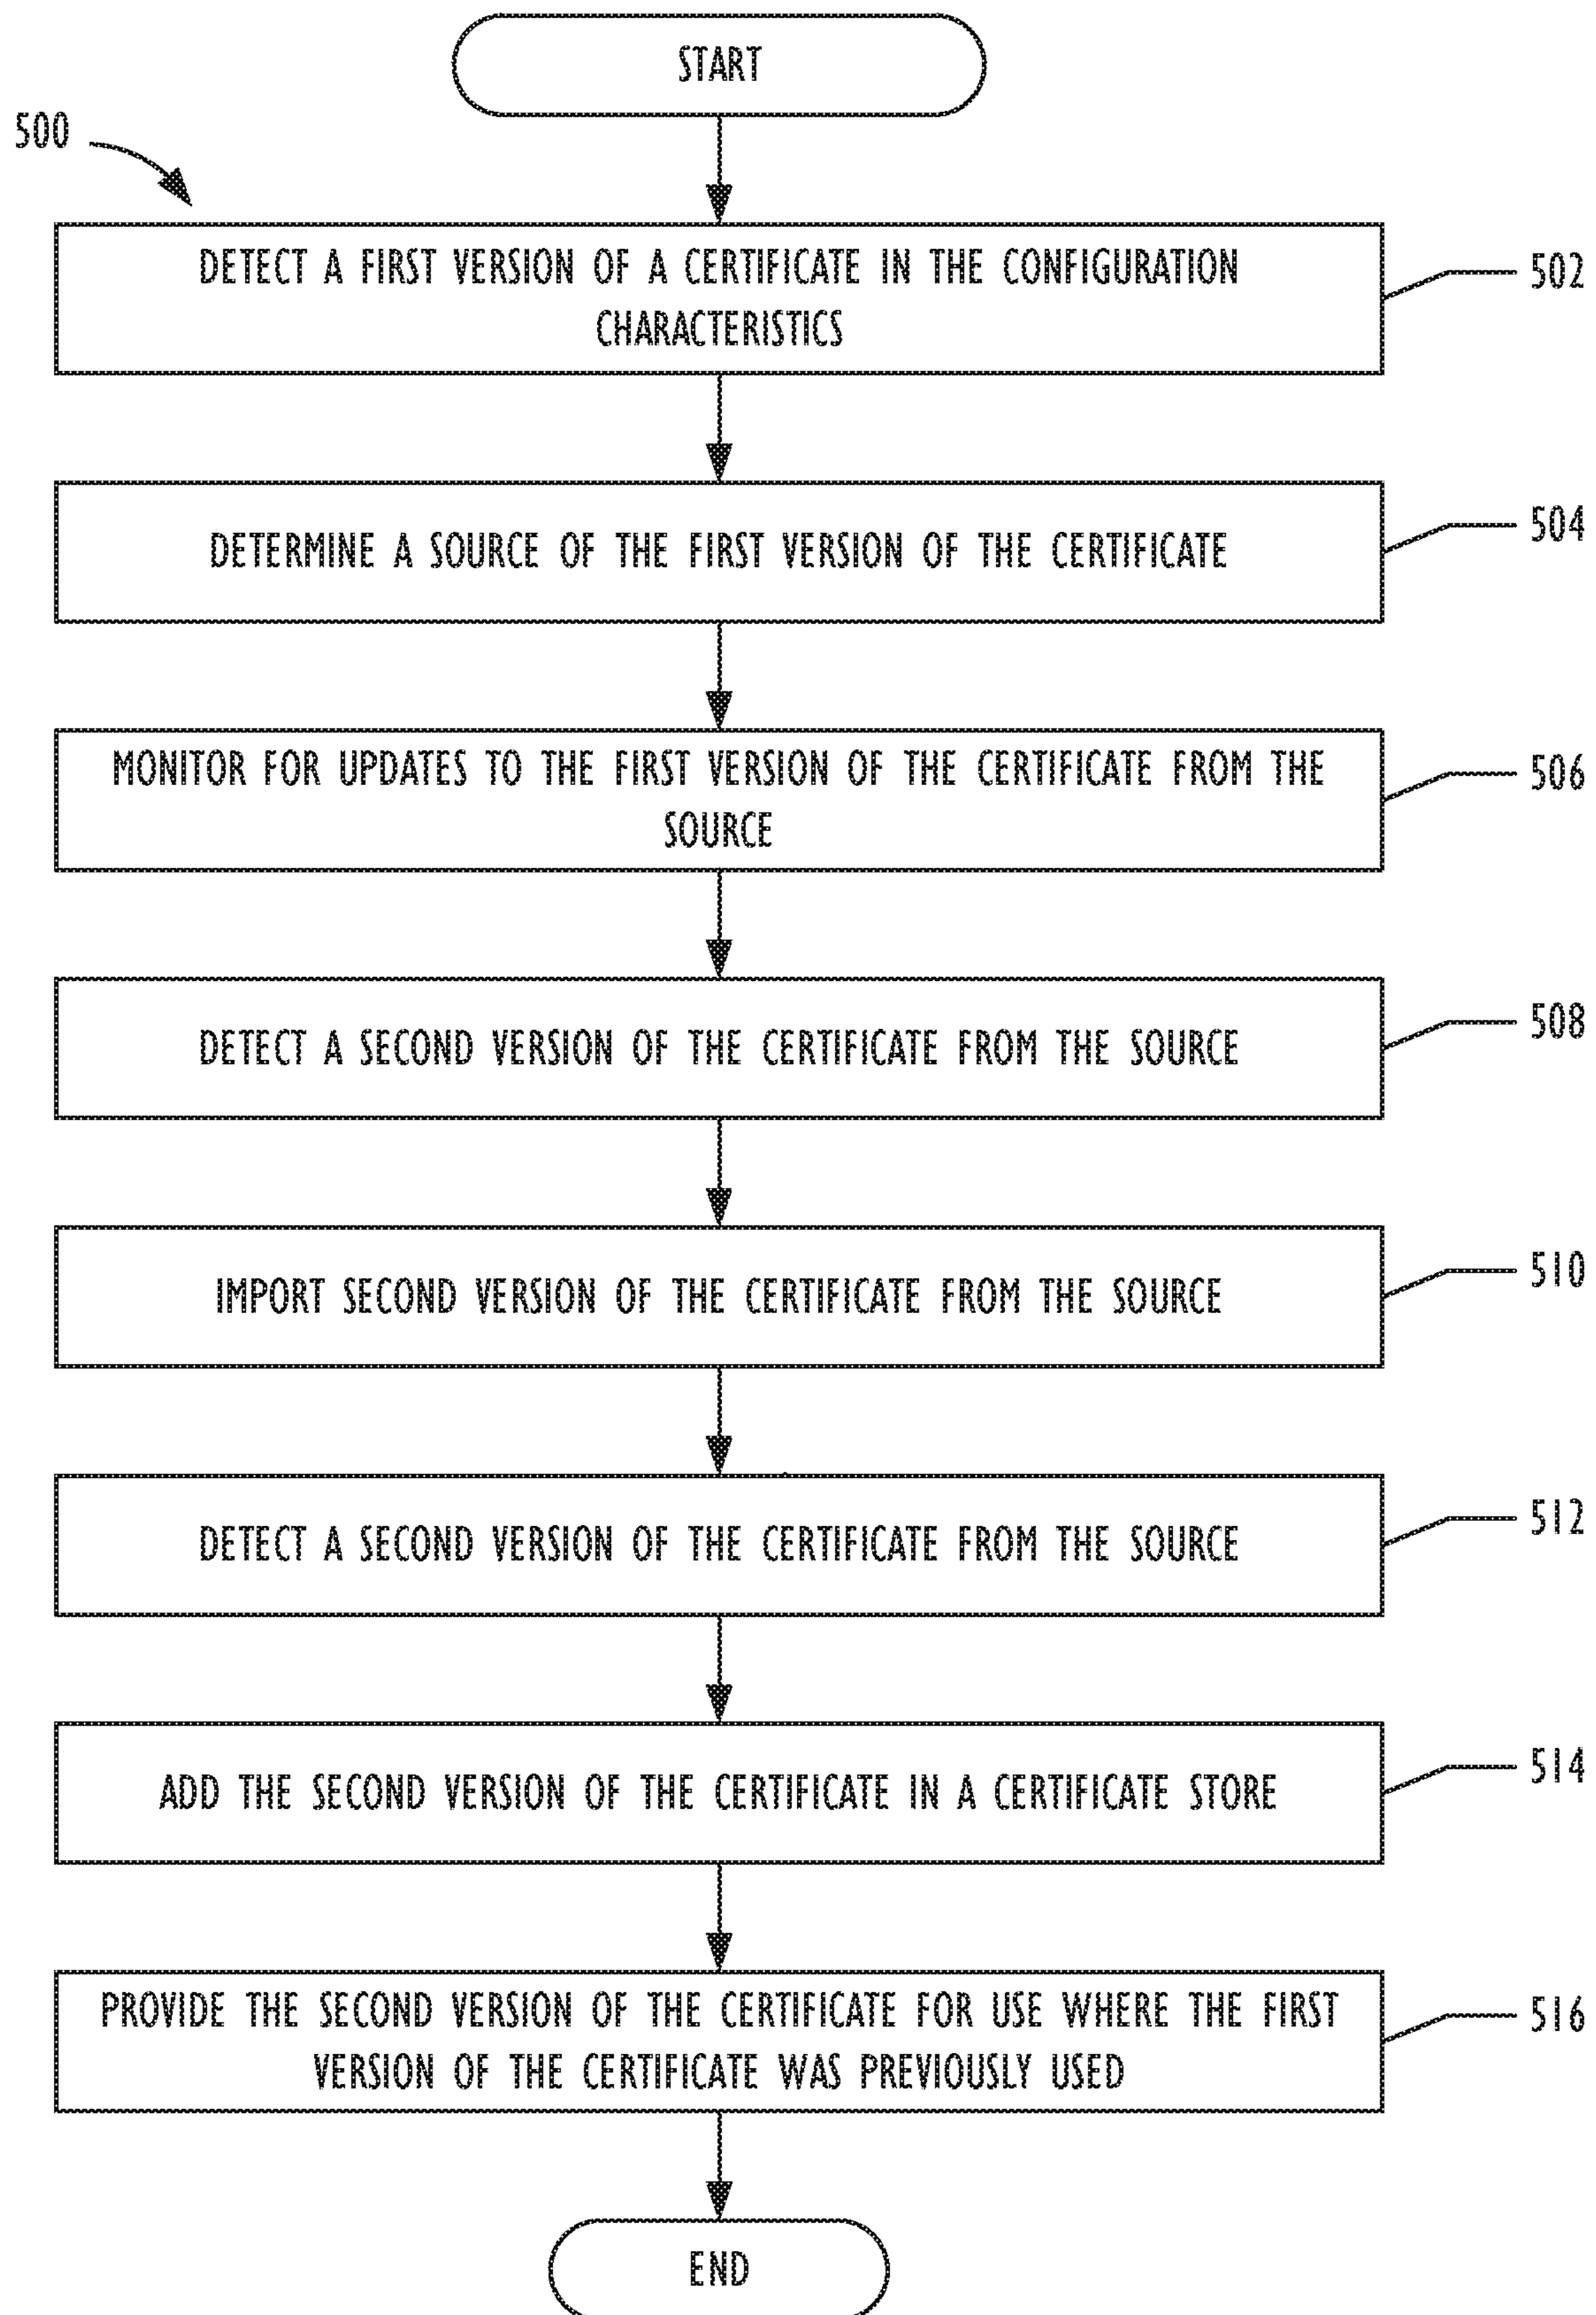 START
500
DETECT A FIRST VERSION OF A CERTIFICATE IN THE CONFIGURATION
CHARACTERISTICS
502
DETERMINE A SOURCE OF THE FIRST VERSION OF THE CERTIFICATE
504
MONITOR FOR UPDATES TO THE FIRST VERSION OF THE CERTIFICATE FROM THE
SOURCE
506
DETECT A SECOND VERSION OF THE CERTIFICATE FROM THE SOURCE
508
IMPORT SECOND VERSION OF THE CERTIFICATE FROM THE SOURCE
510
DETECT A SECOND VERSION OF THE CERTIFICATE FROM THE SOURCE
512
ADD THE SECOND VERSION OF THE CERTIFICATE IN A CERTIFICATE STORE
514
PROVIDE THE SECOND VERSION OF THE CERTIFICATE FOR USE WHERE THE FIRST
VERSION OF THE CERTIFICATE WAS PREVIOUSLY USED
516
END